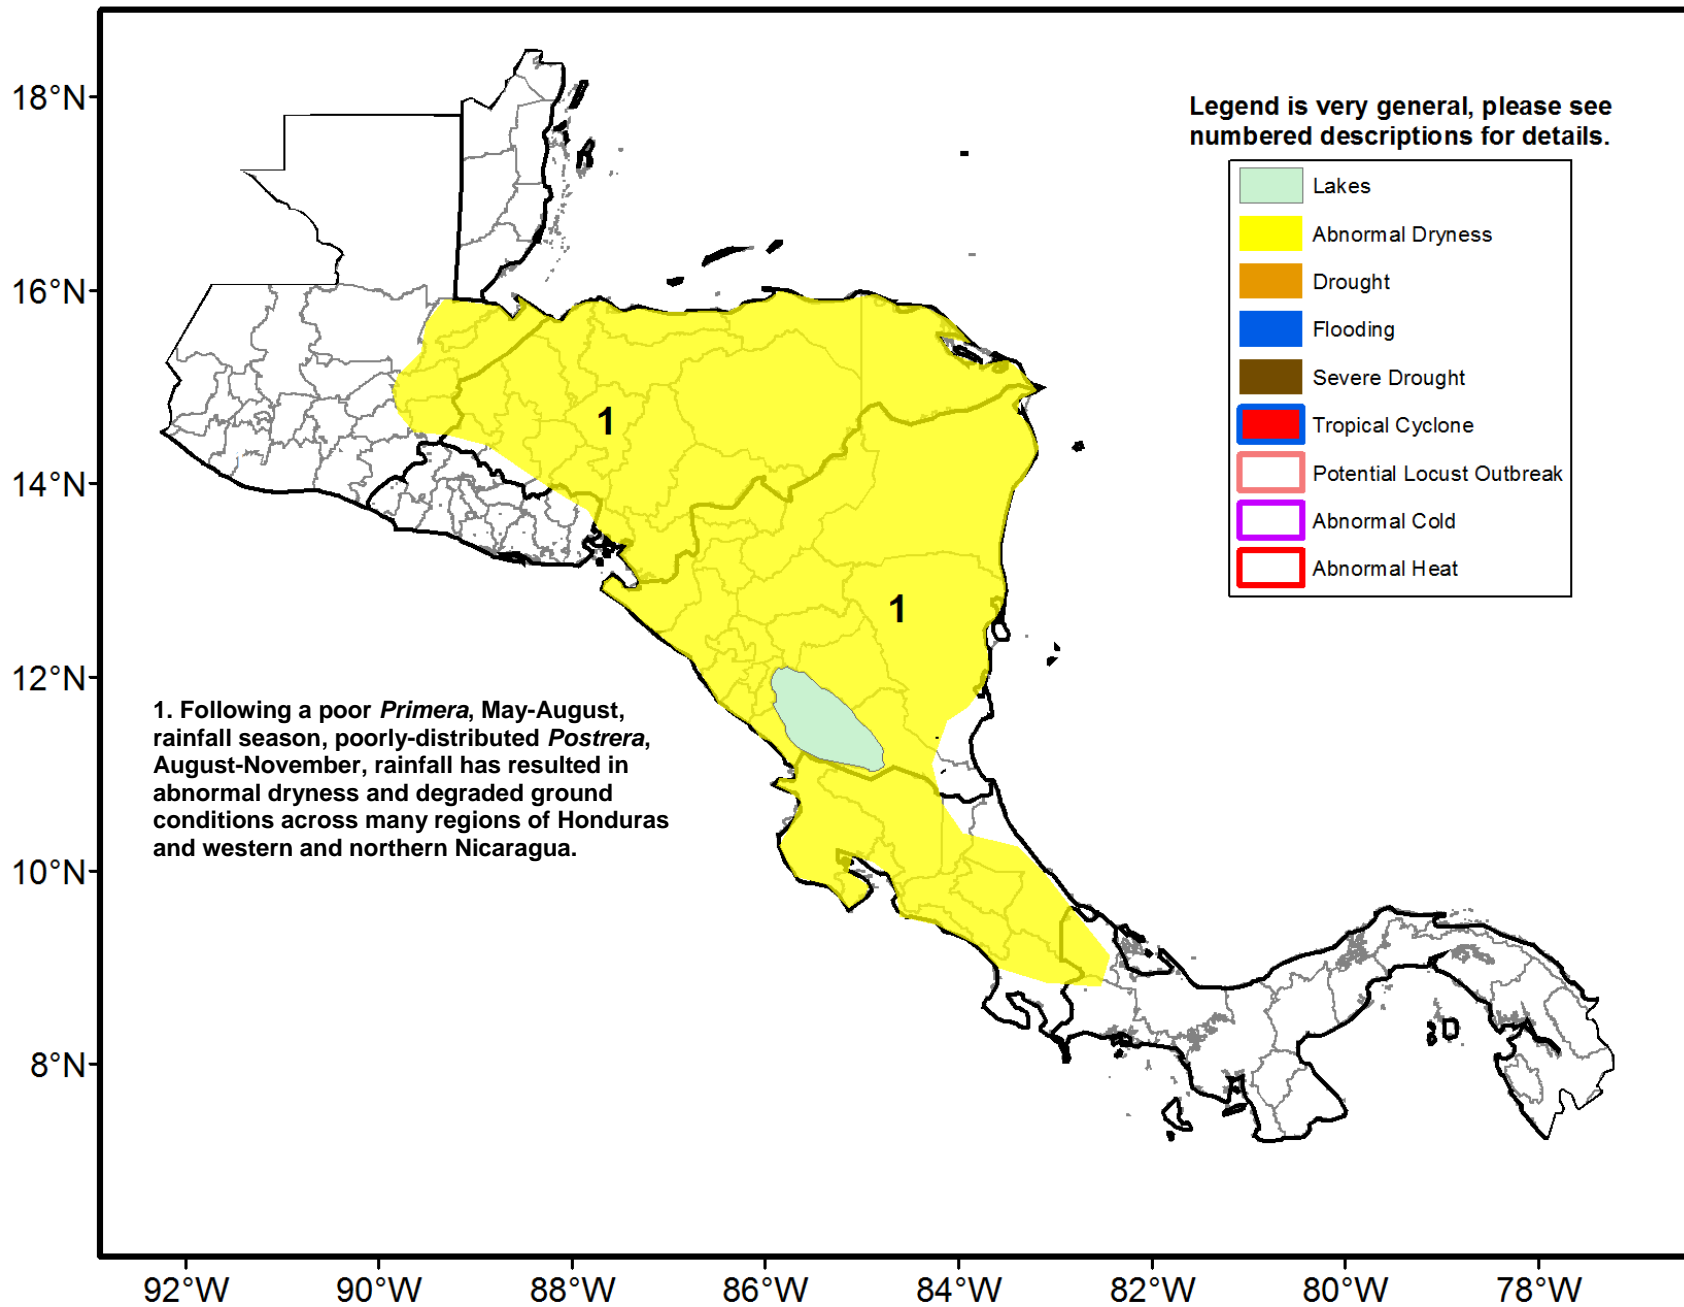 18°N
16°N
14°N
12°N
10°N
8°N
Legend is very general, please see
numbered descriptions for details.
Lakes
Abnormal Dryness
Drought
Flooding
Severe Drought
Tropical Cyclone
Potential Locust Outbreak
Abnormal Cold
Abnormal Heat
1
1
1. Following a poor Primera, May-August,
rainfall season, poorly-distributed Postrera,
August-November, rainfall has resulted in
abnormal dryness and degraded ground
conditions across many regions of Honduras
and western and northern Nicaragua.
92°W 90°W 88°W 86°W 84°W 82°W 80°W 78°W